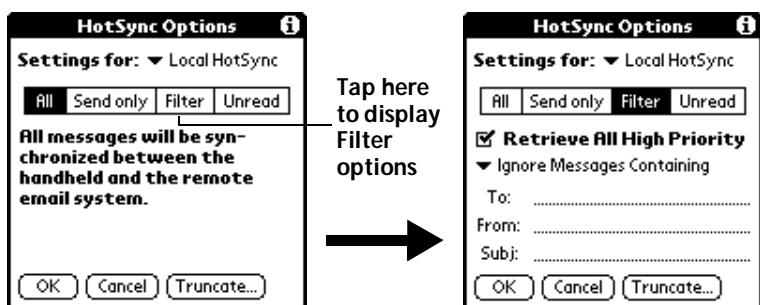 HotSync Options i
Settings for: Local HotSync
All Send only Filter Unread
All messages will be syn-
chronized between the
handheld and the remote
email system.
OK Cancel Truncate...
Tap here
to display
Filter
options
HotSync Options i
Settings for: Local HotSync
All Send only Filter Unread
Retrieve All High Priority
Ignore Messages Containing
To:
From:
Subj:
OK Cancel Truncate...